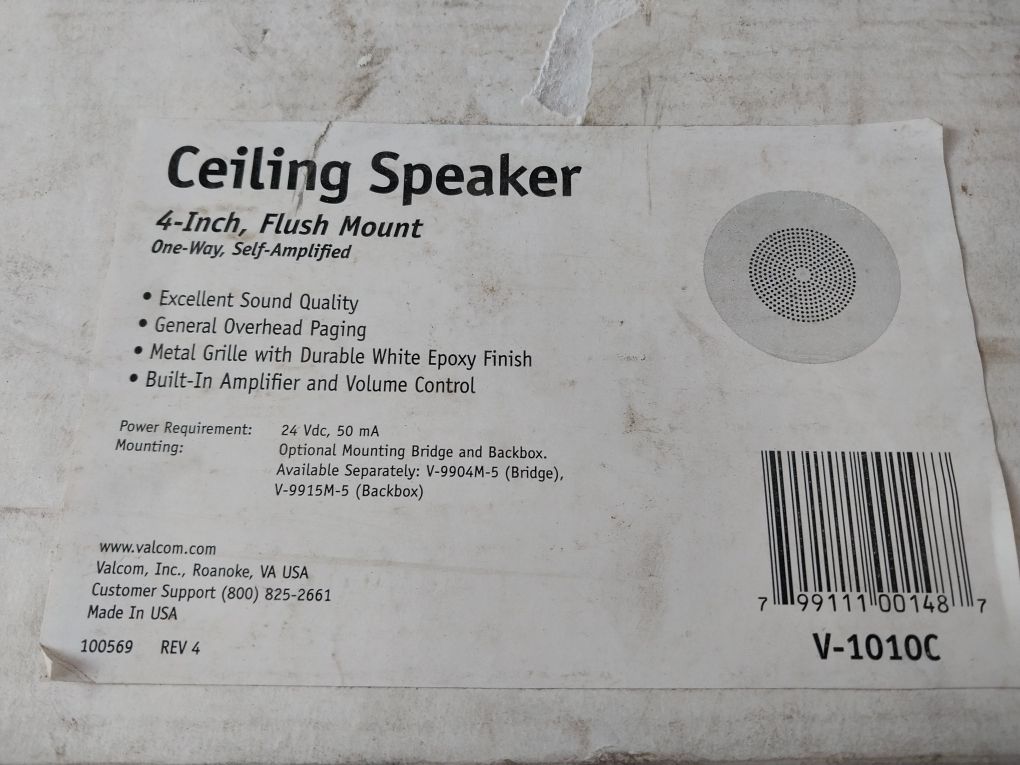 Ceiling Speaker
4-Inch, Flush Mount
One-Way, Self-Amplified
• Excellent Sound Quality
• General Overhead Paging
• Metal Grille with Durable White Epoxy Finish
• Built-In Amplifier and Volume Control
Power Requirement: 24 Vdc, 50 mA
Mounting: Optional Mounting Bridge and Backbox.
Available Separately: V-9904M-5 (Bridge),
V-9915M-5 (Backbox)
www.valcom.com
Valcom, Inc., Roanoke, VA USA
Customer Support (800) 825-2661
Made In USA
100569 REV 4
7 99111 00148 7
V-1010C